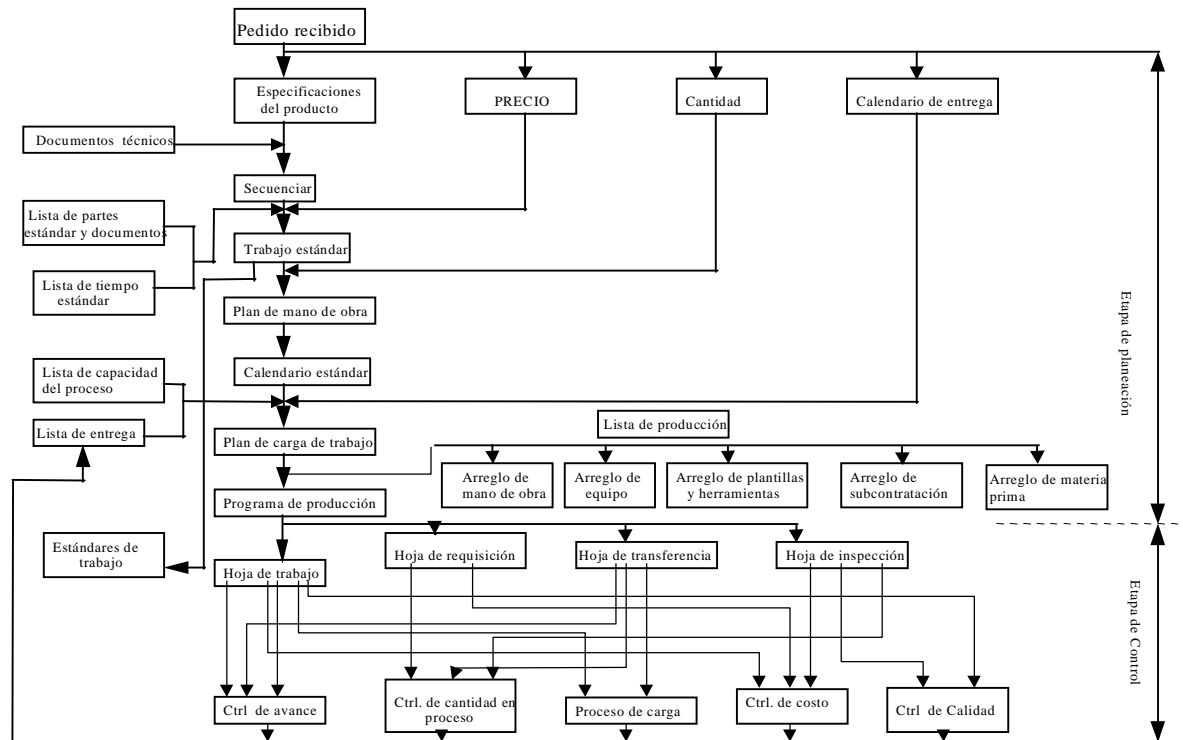 Pedido recibido
Especificaciones
del producto
PRECIO
Cantidad
Calendario de entrega
Documentos técnicos
Secuenciar
Lista de partes
estándar y documentos
Trabajo estándar
Lista de tiempo
estándar
Plan de mano de obra
Etapa de planeación
Lista de capacidad
del proceso
Calendario estándar
Lista de entrega
Lista de producción
Plan de carga de trabajo
Arreglo de
mano de obra
Arreglo de
equipo
Arreglo de plantillas
y herramientas
Arreglo de
subcontratación
Arreglo de materia
prima
Programa de producción
Estándares de
trabajo
Hoja de trabajo
Hoja de requisición
Hoja de transferencia
Hoja de inspección
Etapa de Control
Ctrl de avance
Ctrl. de cantidad en
proceso
Proceso de carga
Ctrl. de costo
Ctrl de Calidad